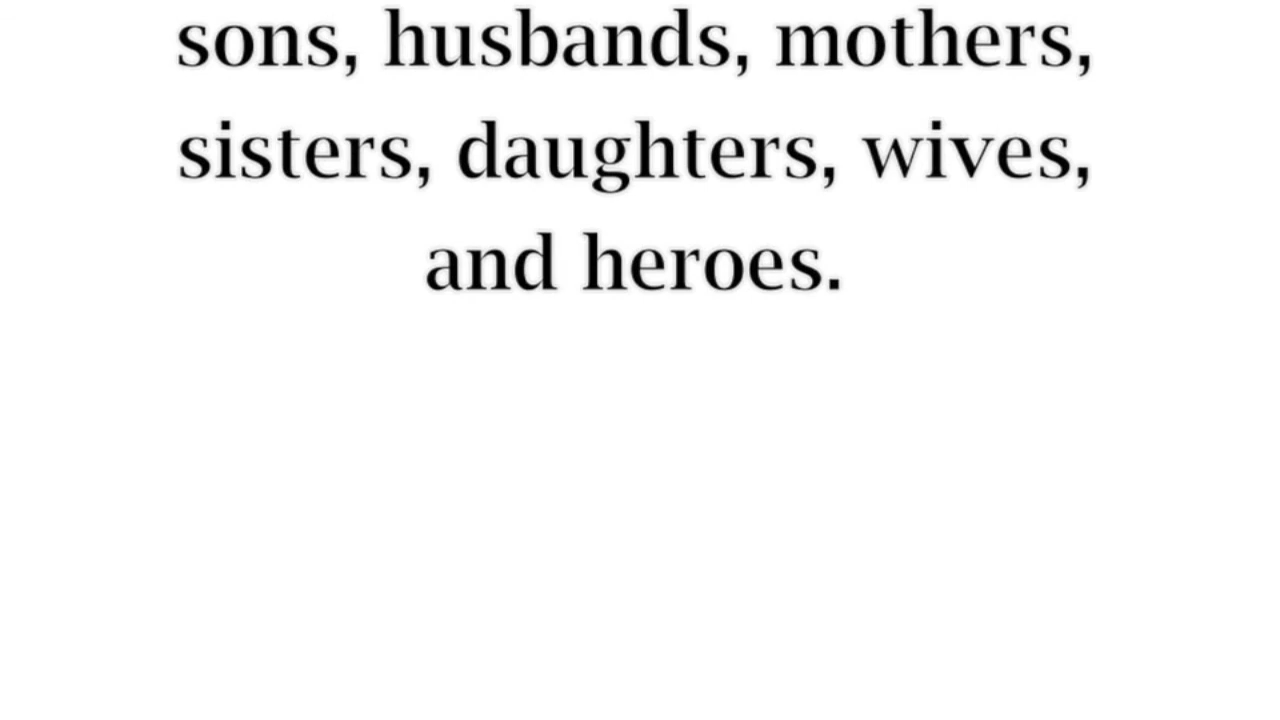 sons, husbands, mothers,
sisters, daughters, wives,
and heroes.